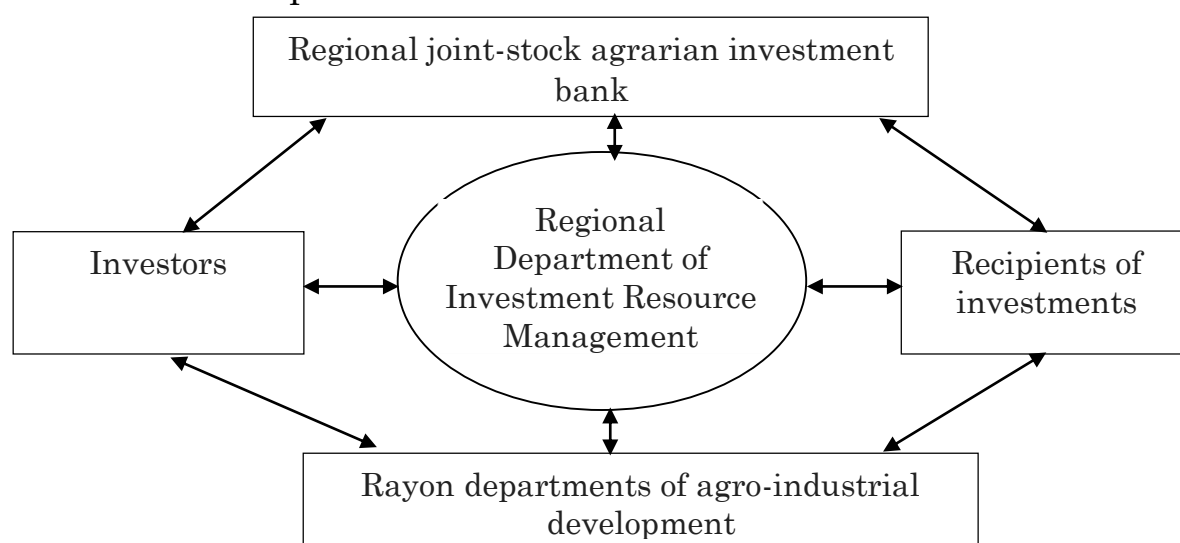 Regional joint-stock agrarian investment
bank
Regional
Department of
Investment Resource
Management
Investors
Recipients of
investments
Rayon departments of agro-industrial
development